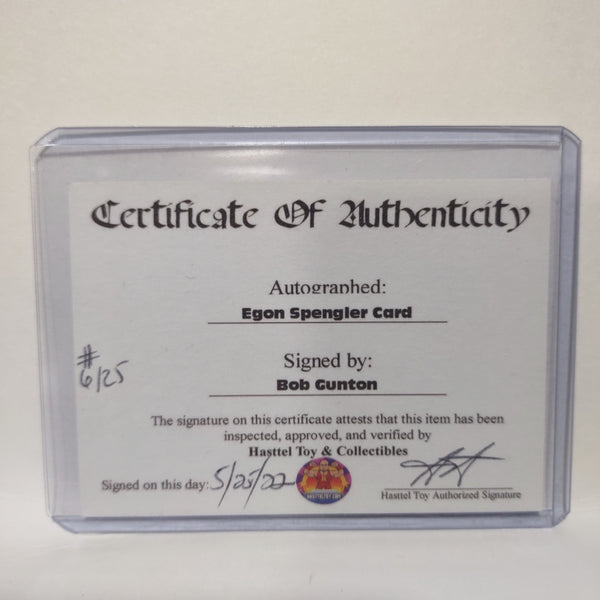 Certificate Of Authenticity
Autographed:
Egon Spengler Card
Signed by:
Bob Gunton
# 6/25
The signature on this certificate attests that this item has been
inspected, approved, and verified by
Hasttel Toy & Collectibles
Signed on this day: 5/25/22
HASTTELTOY.COM
Hasttel Toy Authorized Signature